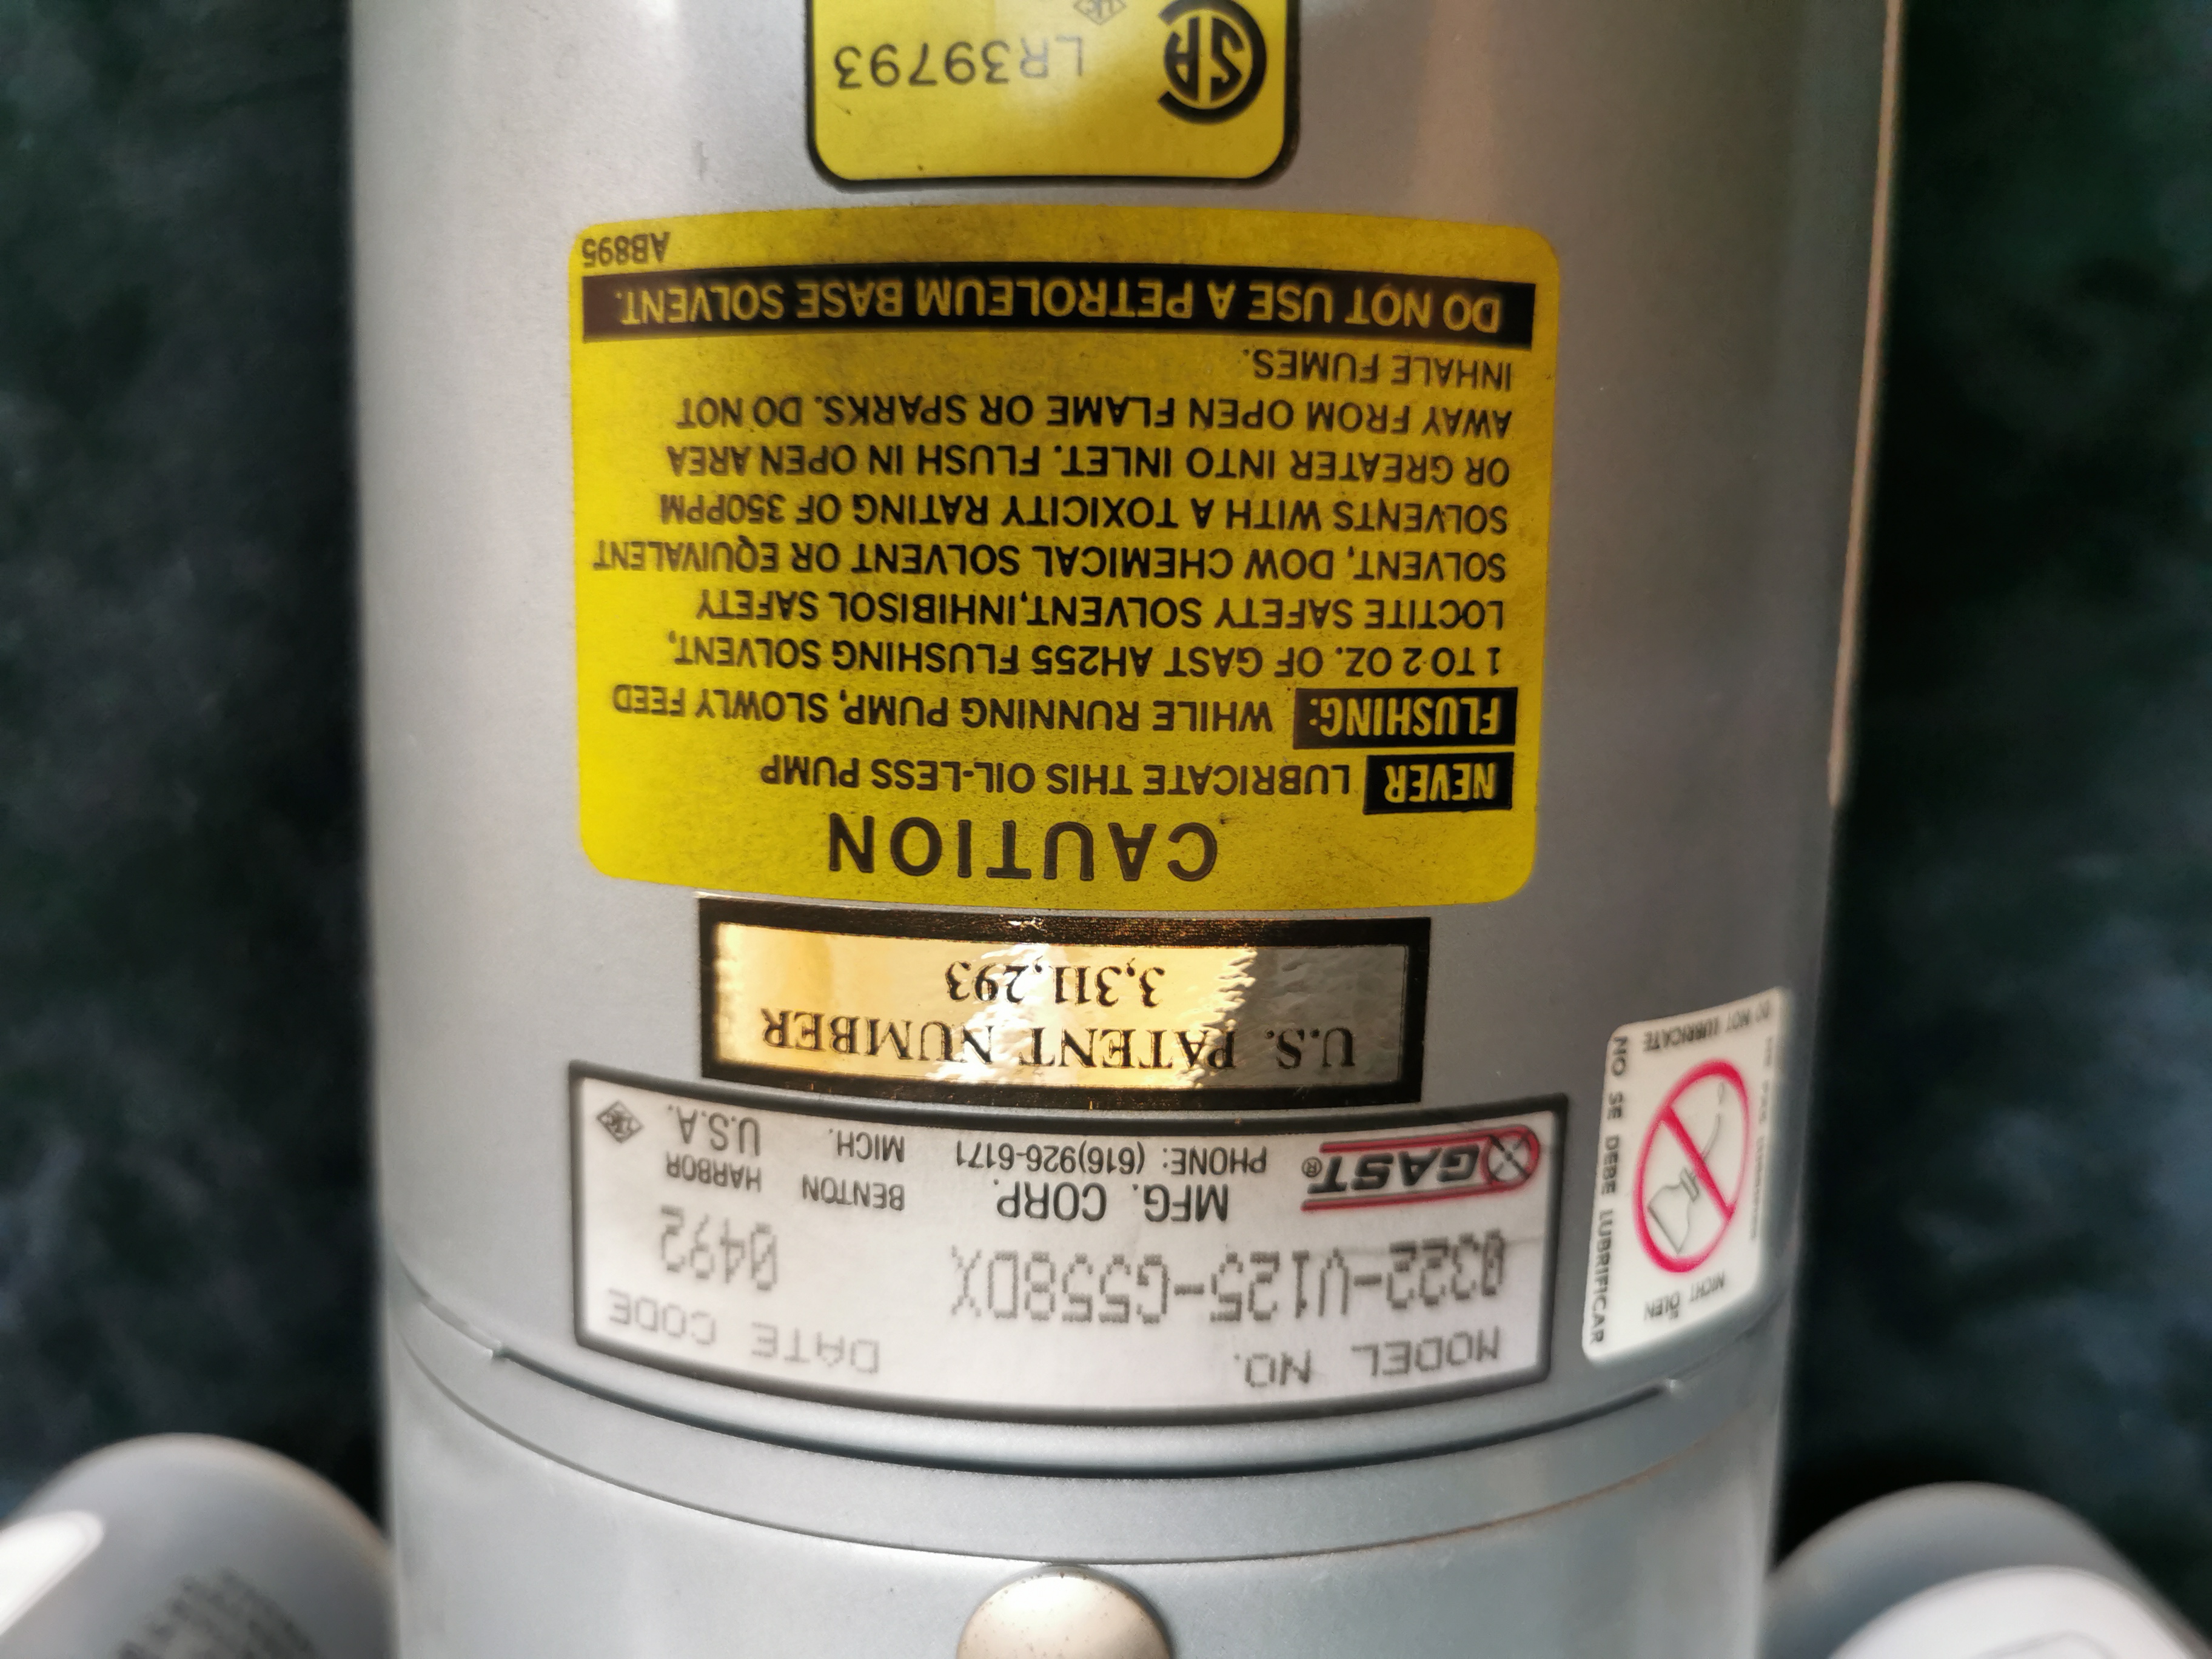 MODEL NO. DATE CODE
0322-V125-G558DX 0492
GAST® MFG. CORP. BENTON HARBOR
PHONE: (616)926-6171 MICH. U.S.A.
NICHT ÖLEN
NO SE DEBE LUBRIFICAR
DO NOT LUBRICATE
U.S. PATENT NUMBER
3,311,293
CAUTION
NEVER LUBRICATE THIS OIL-LESS PUMP
FLUSHING: WHILE RUNNING PUMP, SLOWLY FEED
1 TO 2 OZ. OF GAST AH255 FLUSHING SOLVENT,
LOCTITE SAFETY SOLVENT,INHIBISOL SAFETY
SOLVENT, DOW CHEMICAL SOLVENT OR EQUIVALENT
SOLVENTS WITH A TOXICITY RATING OF 350PPM
OR GREATER INTO INLET. FLUSH IN OPEN AREA
AWAY FROM OPEN FLAME OR SPARKS. DO NOT
INHALE FUMES.
DO NOT USE A PETROLEUM BASE SOLVENT.
AB895
SA LR39793